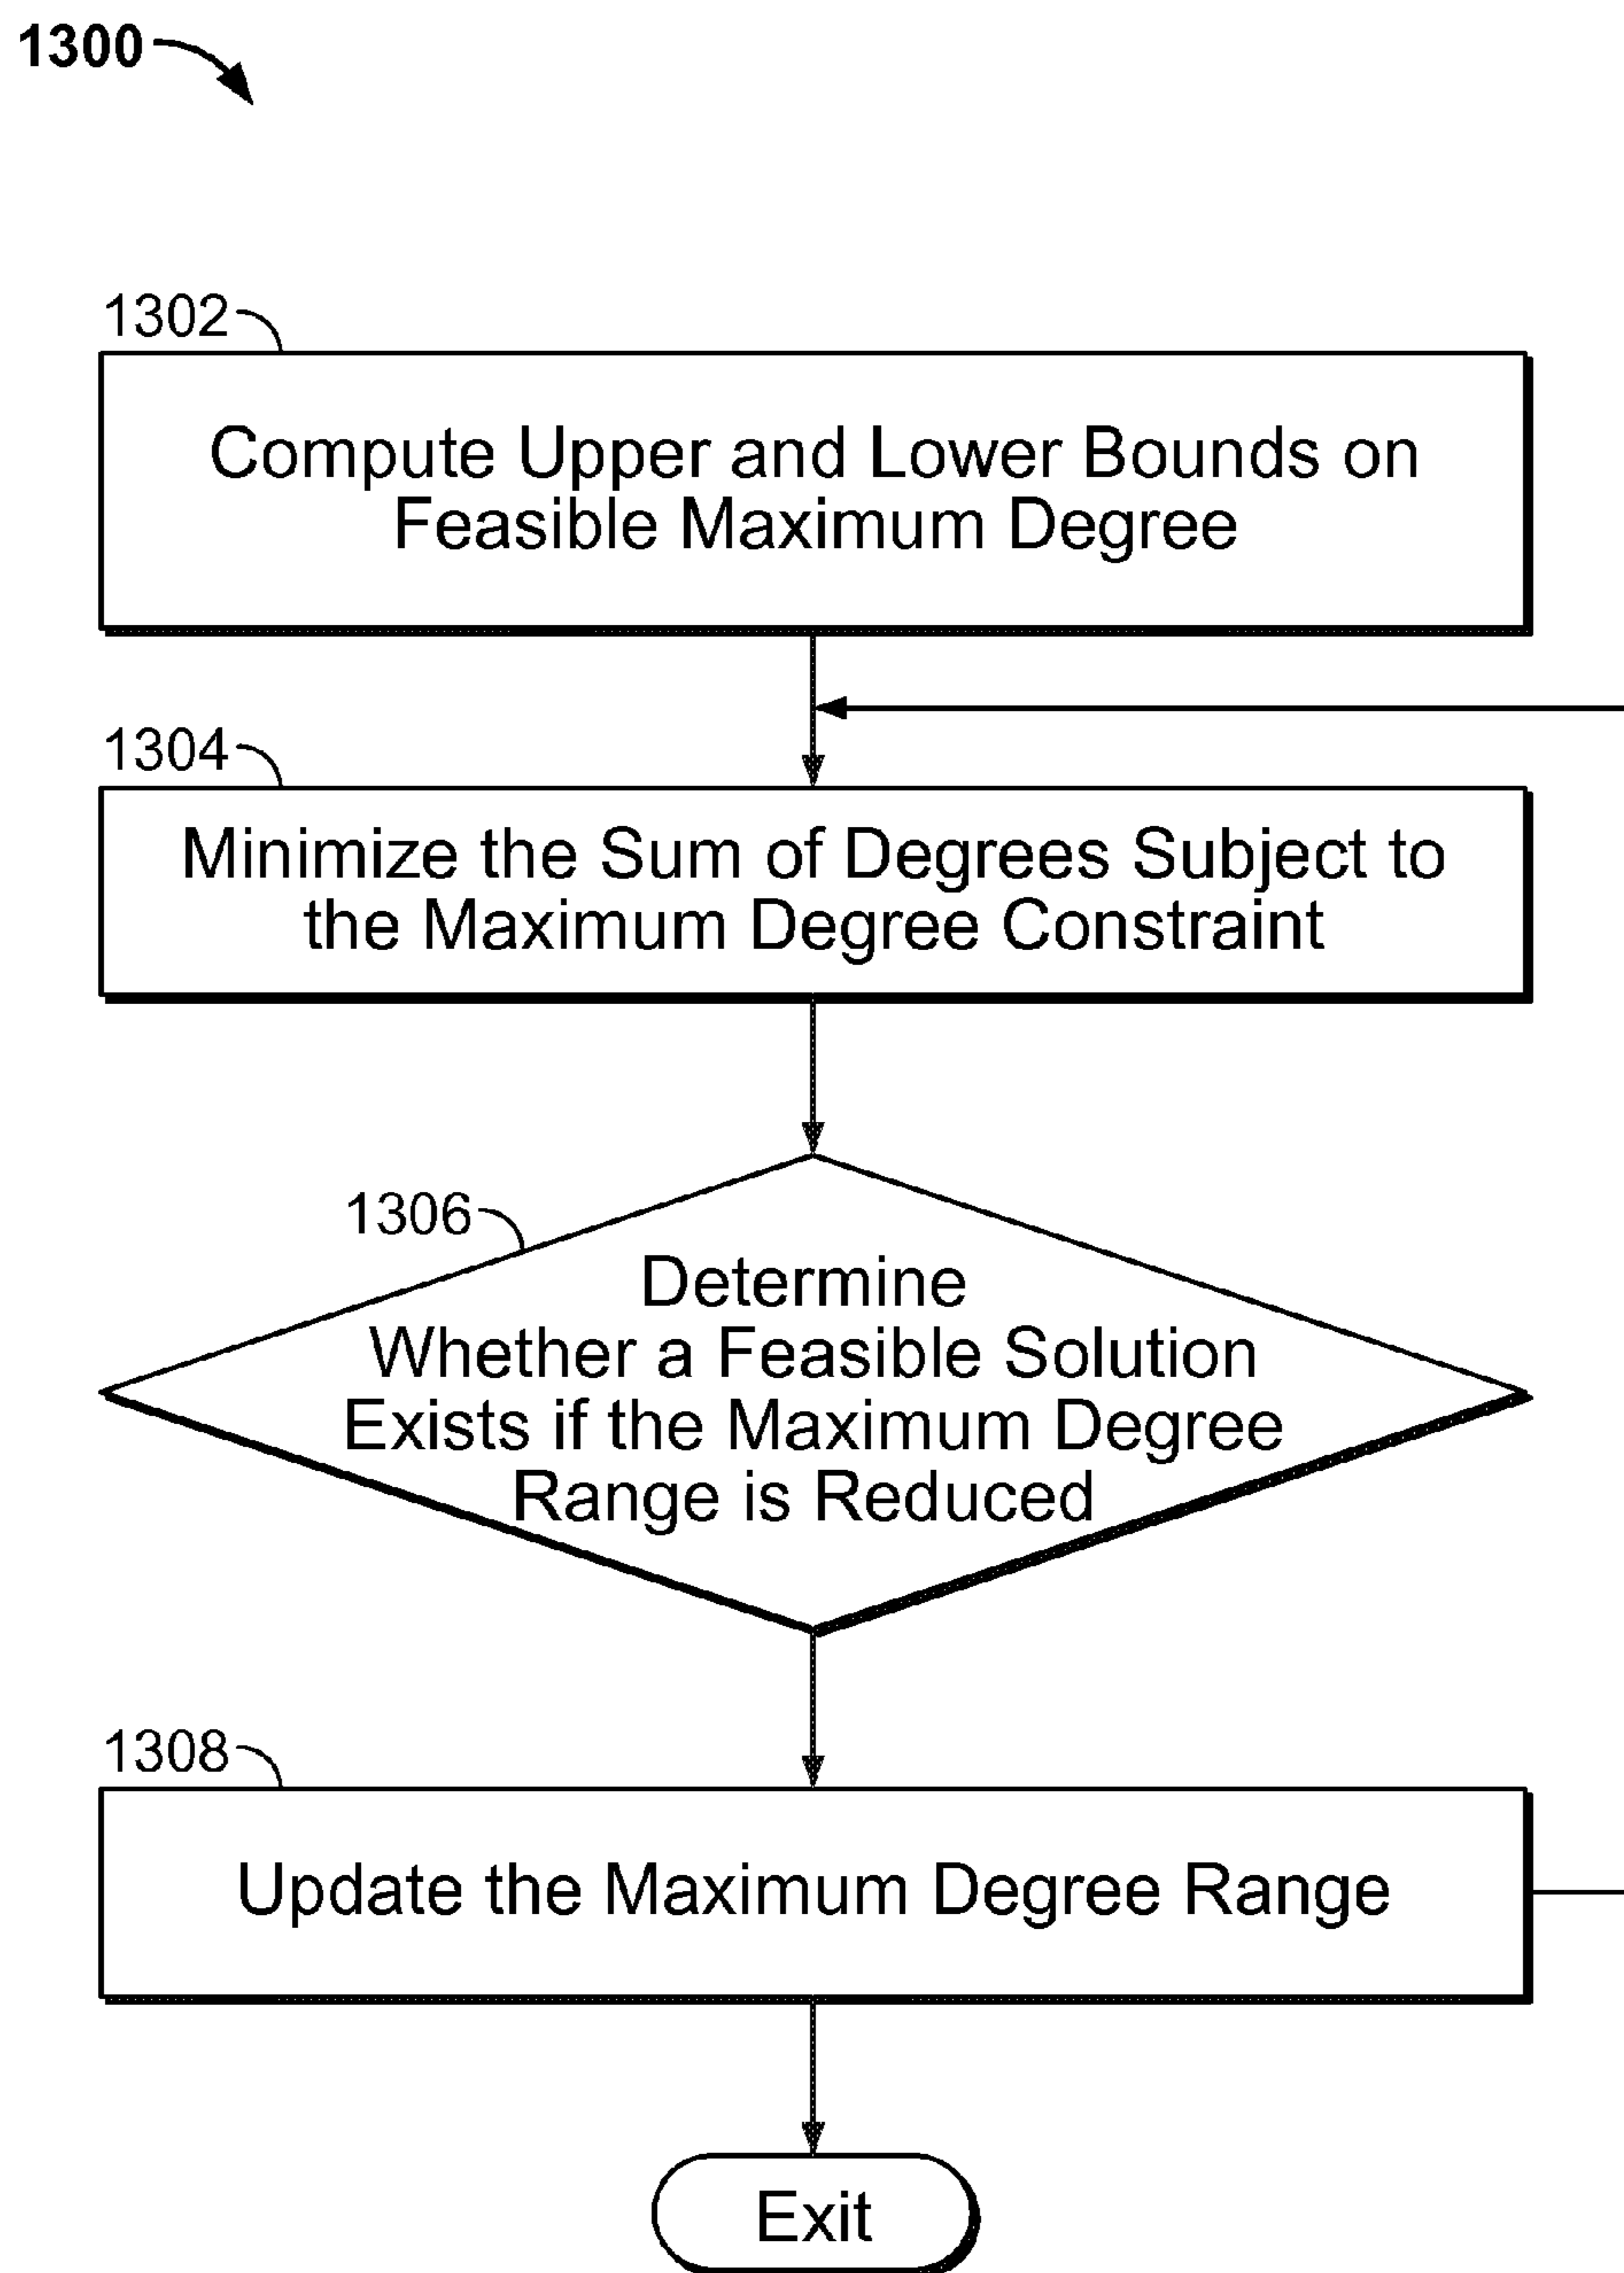 1300
1302
Compute Upper and Lower Bounds on
Feasible Maximum Degree
1304
Minimize the Sum of Degrees Subject to
the Maximum Degree Constraint
1306
Determine
Whether a Feasible Solution
Exists if the Maximum Degree
Range is Reduced
1308
Update the Maximum Degree Range
Exit